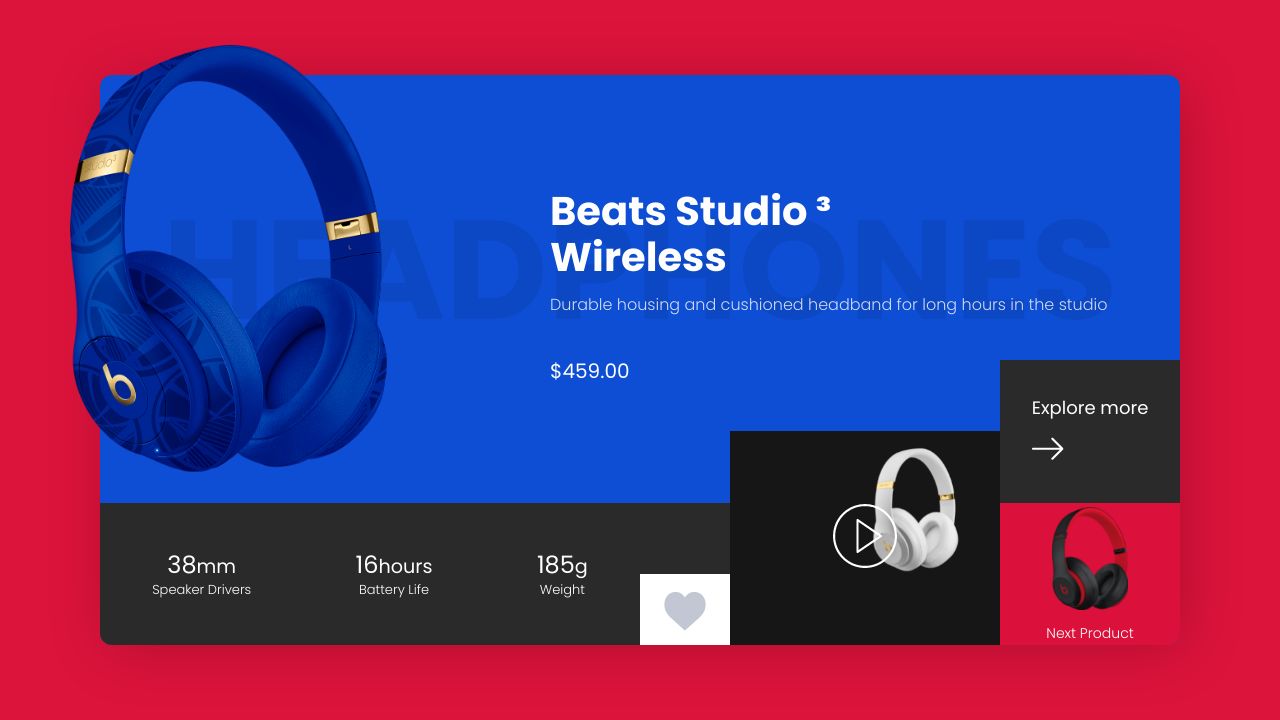 HEADPHONES
Beats Studio ³
Wireless
Durable housing and cushioned headband for long hours in the studio
$459.00
Explore more
38mm
Speaker Drivers
16hours
Battery Life
185g
Weight
Next Product
studio³
L
b